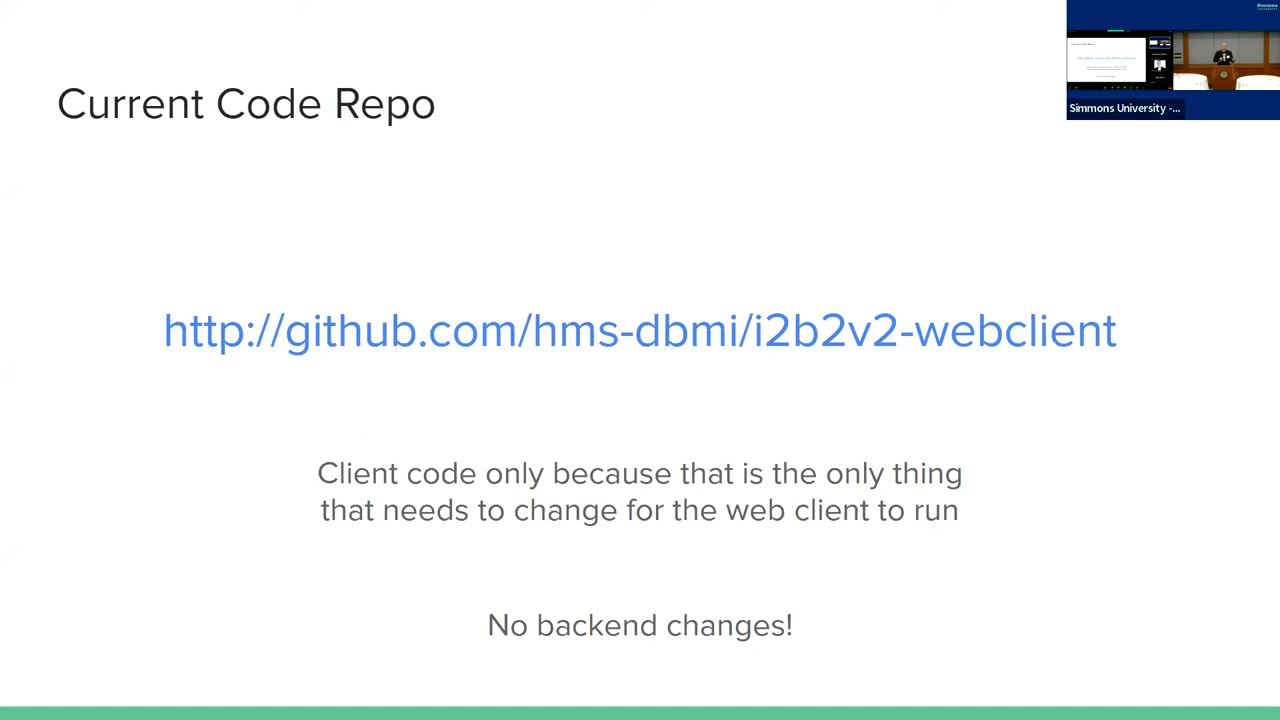 Current Code Repo
Simmons University -...
http://github.com/hms-dbmi/i2b2v2-webclient
Client code only because that is the only thing
that needs to change for the web client to run
No backend changes!